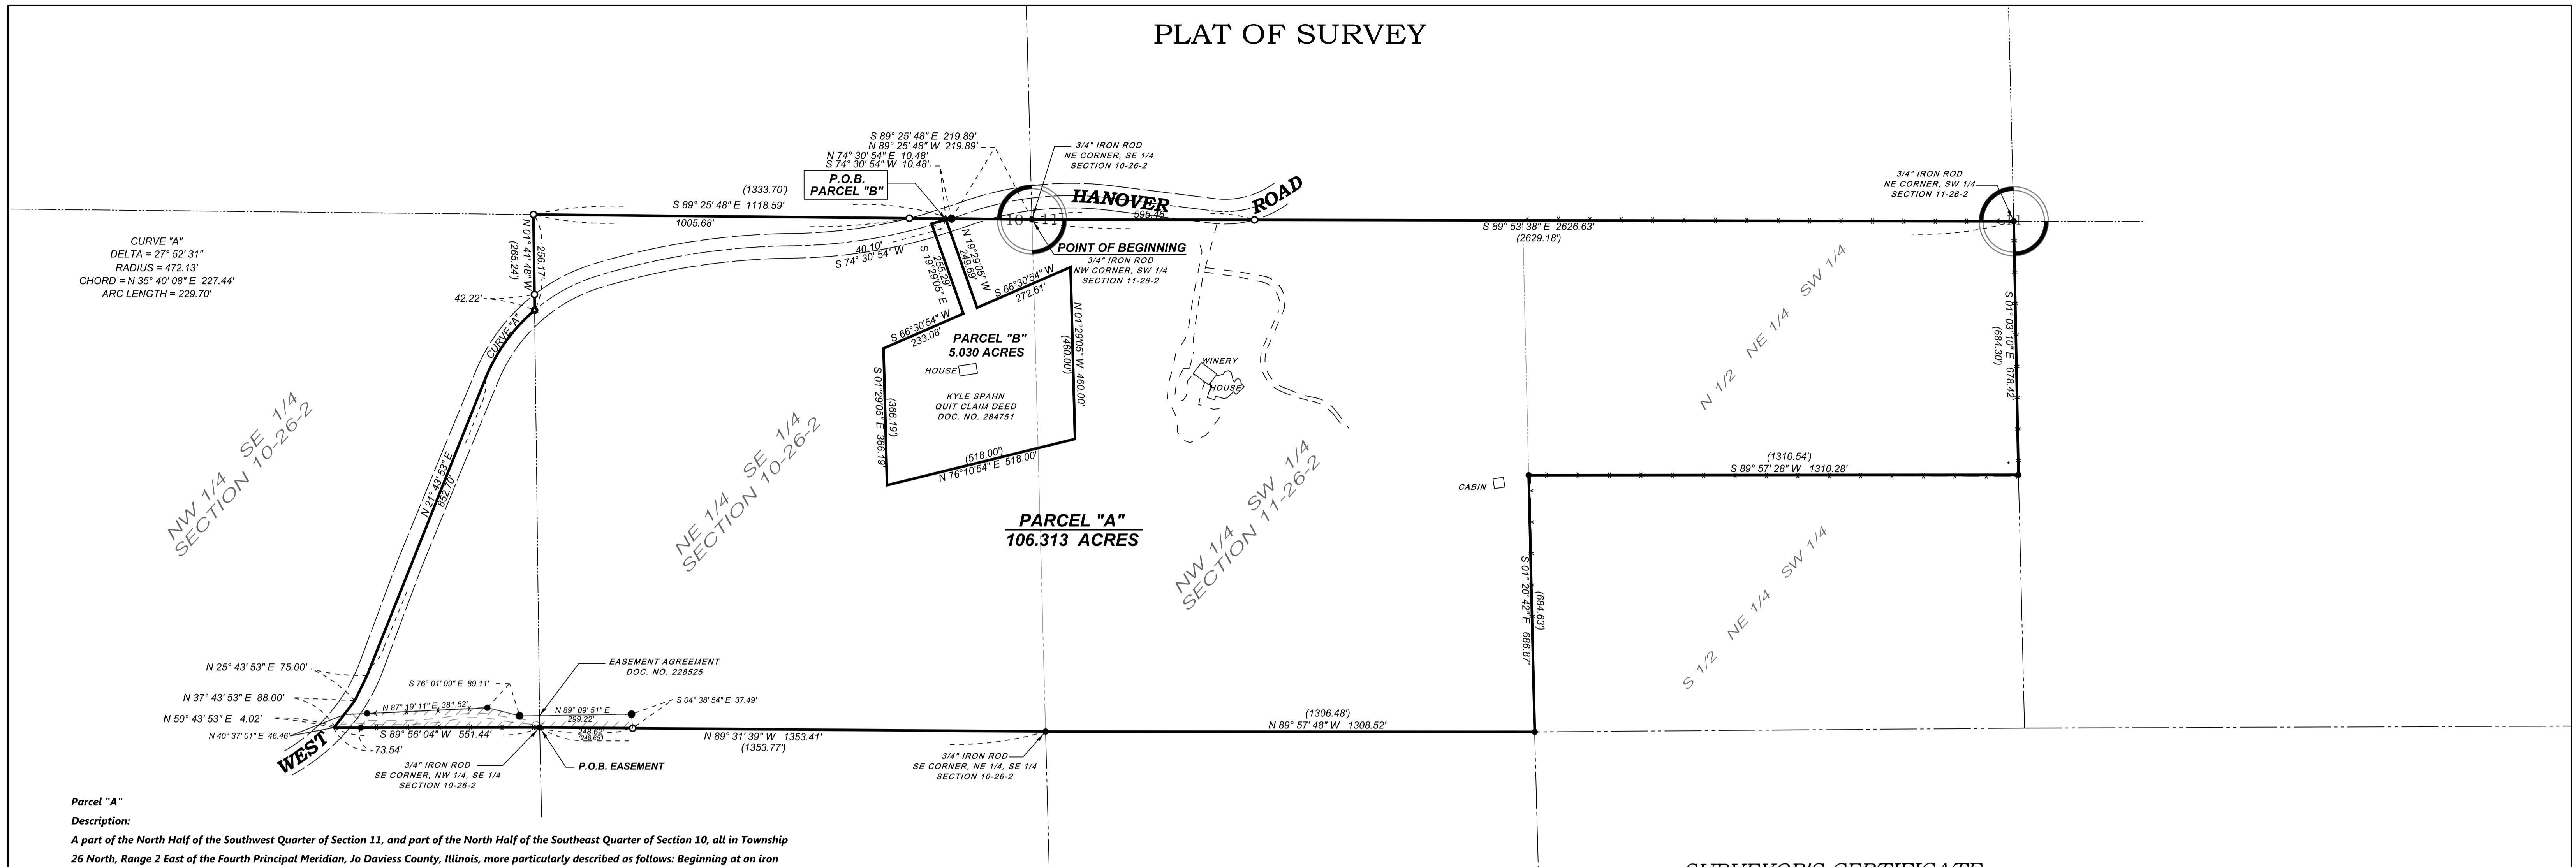 PLAT OF SURVEY
S 89° 25' 48" E 219.89'
N 89° 25' 48" W 219.89'
N 74° 30' 54" E 10.48'
S 74° 30' 54" W 10.48'
P.O.B.
PARCEL "B"
3/4" IRON ROD
NE CORNER, SE 1/4
SECTION 10-26-2
3/4" IRON ROD
NE CORNER, SW 1/4
SECTION 11-26-2
(1333.70')
S 89° 25' 48" E 1118.59'
1005.68'
HANOVER
ROAD
596.46'
10
11
11
S 89° 53' 38" E 2626.63'
(2629.18')
POINT OF BEGINNING
3/4" IRON ROD
NW CORNER, SW 1/4
SECTION 11-26-2
CURVE "A"
DELTA = 27° 52' 31"
RADIUS = 472.13'
CHORD = N 35° 40' 08" E 227.44'
ARC LENGTH = 229.70'
N 01° 41' 48" W
256.17'
(265.24')
42.22'
CURVE "A"
40.10'
S 74° 30' 54" W
N 19°29'05" W
249.69'
255.29'
S 19°29'05" E
S 66°30'54" W
272.61'
S 66°30'54" W
233.08'
PARCEL "B"
5.030 ACRES
HOUSE
KYLE SPAHN
QUIT CLAIM DEED
DOC. NO. 284751
N 01°29'05" W 460.00'
(460.00')
S 01°29'05" E 366.19'
(366.19')
(518.00')
N 76°10'54" E 518.00'
WINERY
HOUSE
N 1/2 NE 1/4 SW 1/4
S 01° 03' 10" E 678.42'
(684.30')
(1310.54')
S 89° 57' 28" W 1310.28'
CABIN
NW 1/4 SE 1/4
SECTION 10-26-2
NE 1/4 SE 1/4
SECTION 10-26-2
NW 1/4 SW 1/4
SECTION 11-26-2
N 21° 43' 53" E
852.70'
PARCEL "A"
106.313 ACRES
S 01° 20' 42" E 686.87'
(684.63')
S 1/2 NE 1/4 SW 1/4
N 25° 43' 53" E 75.00'
N 37° 43' 53" E 88.00'
N 50° 43' 53" E 4.02'
N 40° 37' 01" E 46.46'
EASEMENT AGREEMENT
DOC. NO. 228525
S 76° 01' 09" E 89.11'
S 04° 38' 54" E 37.49'
N 87° 19' 11" E 381.52'
N 89° 09' 51" E
299.22'
S 89° 56' 04" W 551.44'
248.62'
(248.65')
73.54'
N 89° 31' 39" W 1353.41'
(1353.77')
(1306.48')
N 89° 57' 48" W 1308.52'
WEST
3/4" IRON ROD
SE CORNER, NW 1/4, SE 1/4
SECTION 10-26-2
P.O.B. EASEMENT
3/4" IRON ROD
SE CORNER, NE 1/4, SE 1/4
SECTION 10-26-2
Parcel "A"
Description:
A part of the North Half of the Southwest Quarter of Section 11, and part of the North Half of the Southeast Quarter of Section 10, all in Township
26 North, Range 2 East of the Fourth Principal Meridian, Jo Daviess County, Illinois, more particularly described as follows: Beginning at an iron
SURVEYOR'S CERTIFICATE